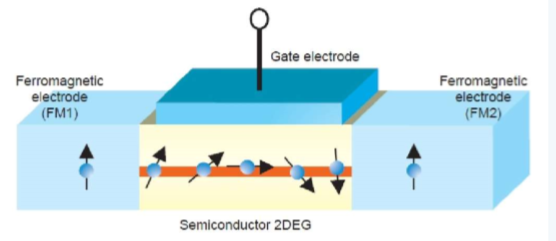 Gate electrode
Ferromagnetic
electrode
(FM1)
Ferromagnetic
electrode
(FM2)
Semiconductor 2DEG